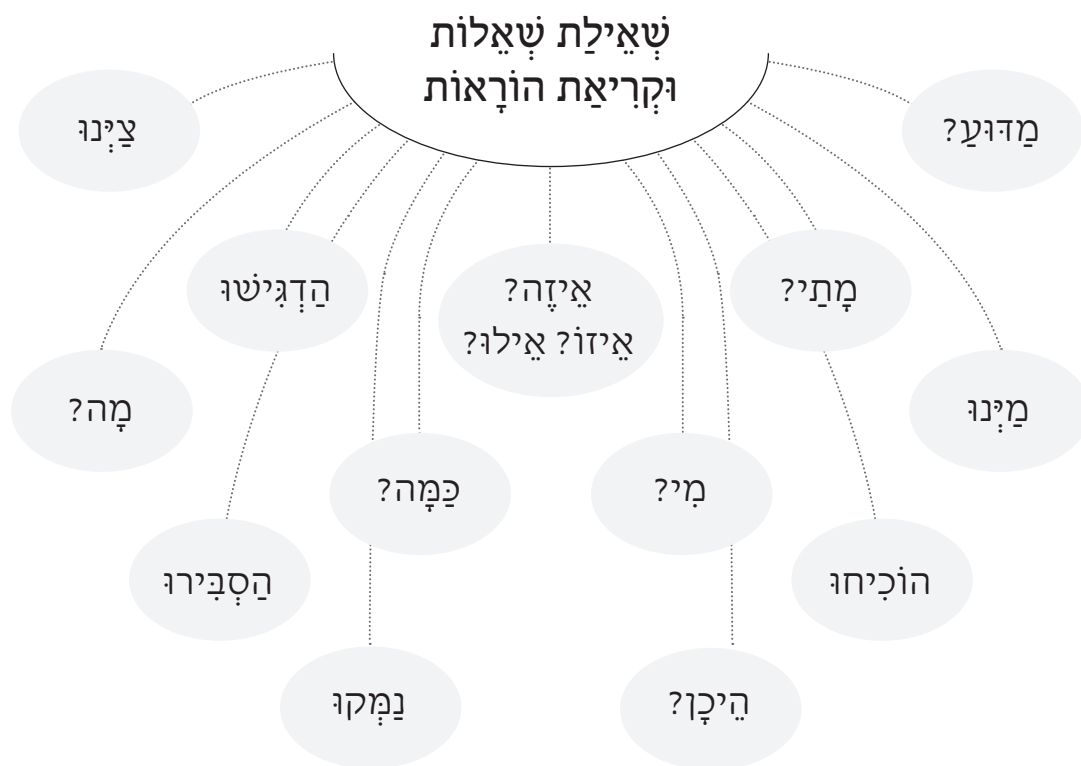 שְׁאֵילַת שְׁאֵלוֹת
וּקְרִיאַת הוֹרָאוֹת
מַדּוּעַ?
צַיְּנוּ
מָתַי?
אֵיזֶה?
אֵיזוֹ? אֵילוּ?
הַדְגִּישׁוּ
מַיְּנוּ
מָה?
מִי?
כַּמָּה?
הוֹכִיחוּ
הַסְבִּירוּ
הֵיכָן?
נַמְּקוּ